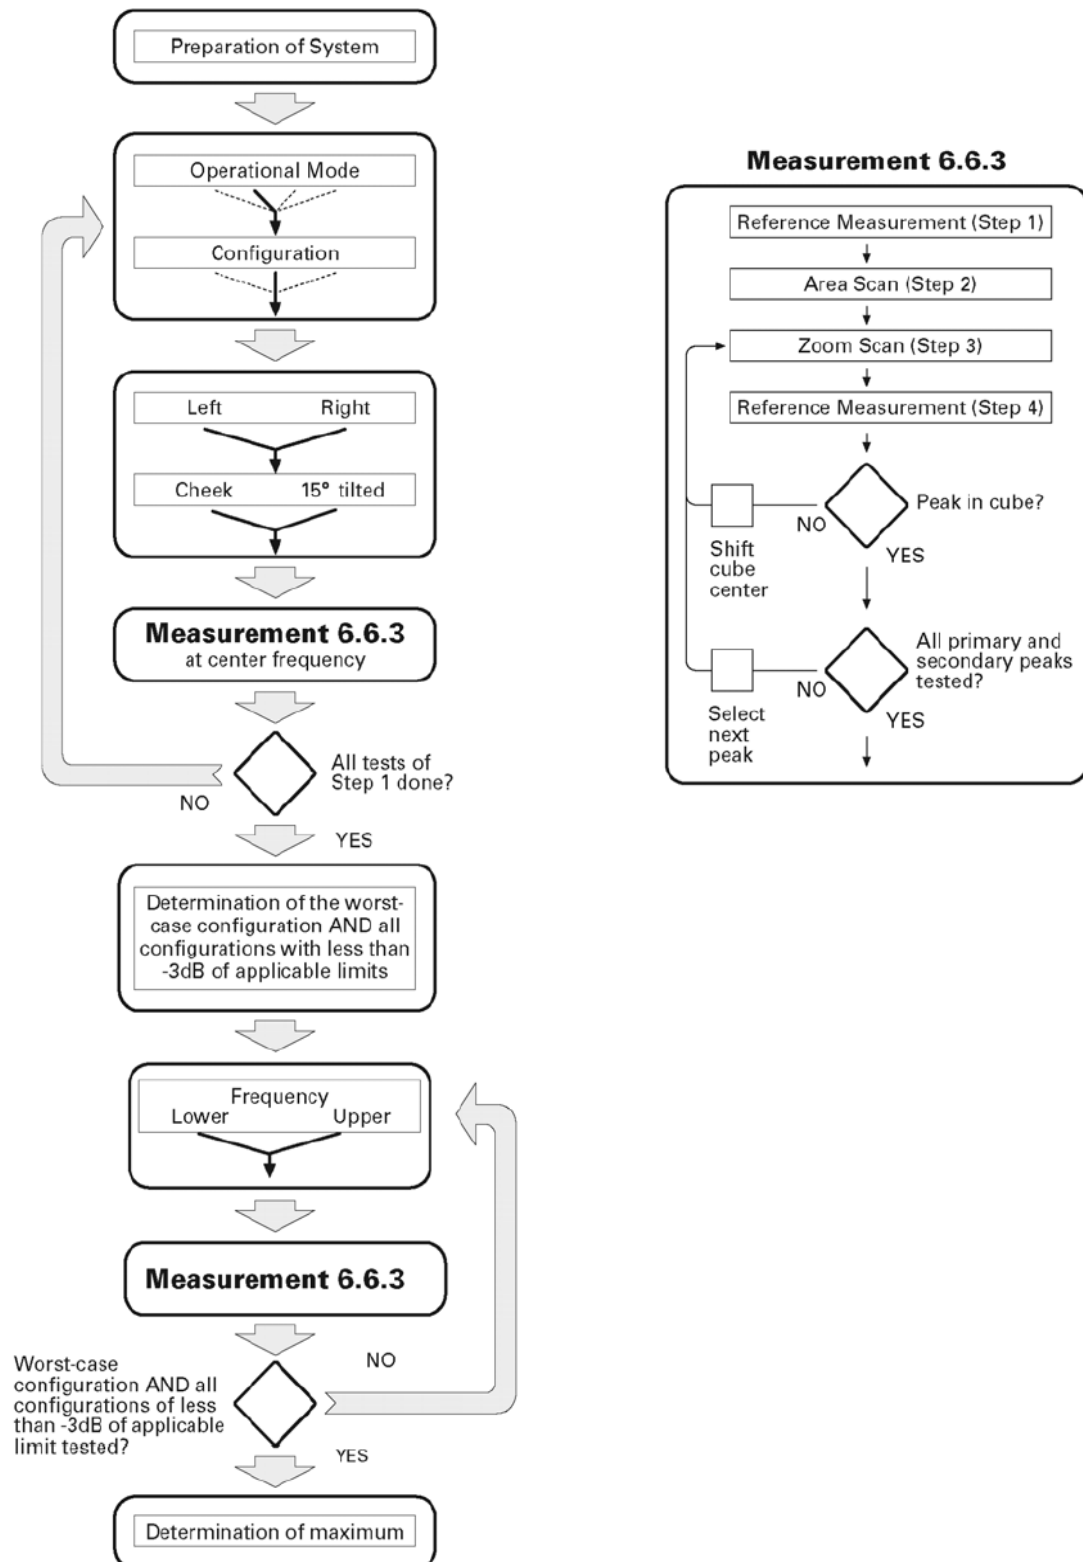 Preparation of System
Operational Mode
Configuration
Left Right
Cheek 15° tilted
Measurement 6.6.3
at center frequency
All tests of
Step 1 done?
NO
YES
Determination of the worst-
case configuration AND all
configurations with less than
-3dB of applicable limits
Frequency
Lower Upper
Measurement 6.6.3
Worst-case
configuration AND all
configurations of less
than -3dB of applicable
limit tested?
NO
YES
Determination of maximum
Measurement 6.6.3
Reference Measurement (Step 1)
Area Scan (Step 2)
Zoom Scan (Step 3)
Reference Measurement (Step 4)
Peak in cube?
NO
YES
Shift
cube
center
All primary and
secondary peaks
tested?
NO
YES
Select
next
peak